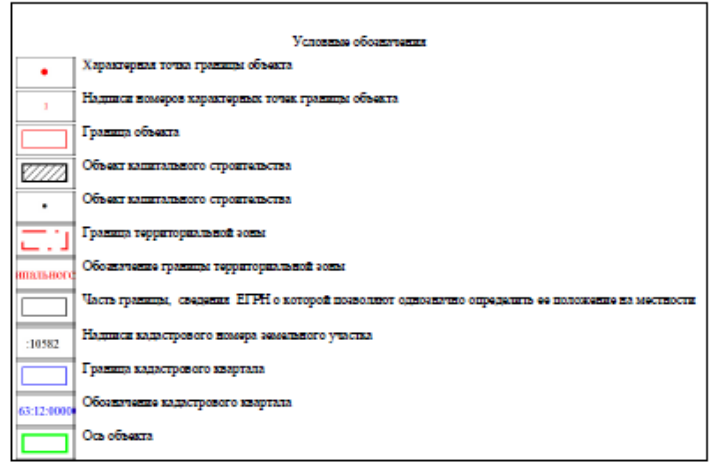 Условные обозначения
Характерная точка границы объекта
Надписи номеров характерных точек границы объекта
Граница объекта
Объект капитального строительства
Объект капитального строительства
Граница территориальной зоны
ипального
Обозначение границы территориальной зоны
Часть границы, сведения ЕГРН о которой позволяют однозначно определить ее положение на местности
:10582
Надписи кадастрового номера земельного участка
Граница кадастрового квартала
63:12:0000
Обозначение кадастрового квартала
Ось объекта